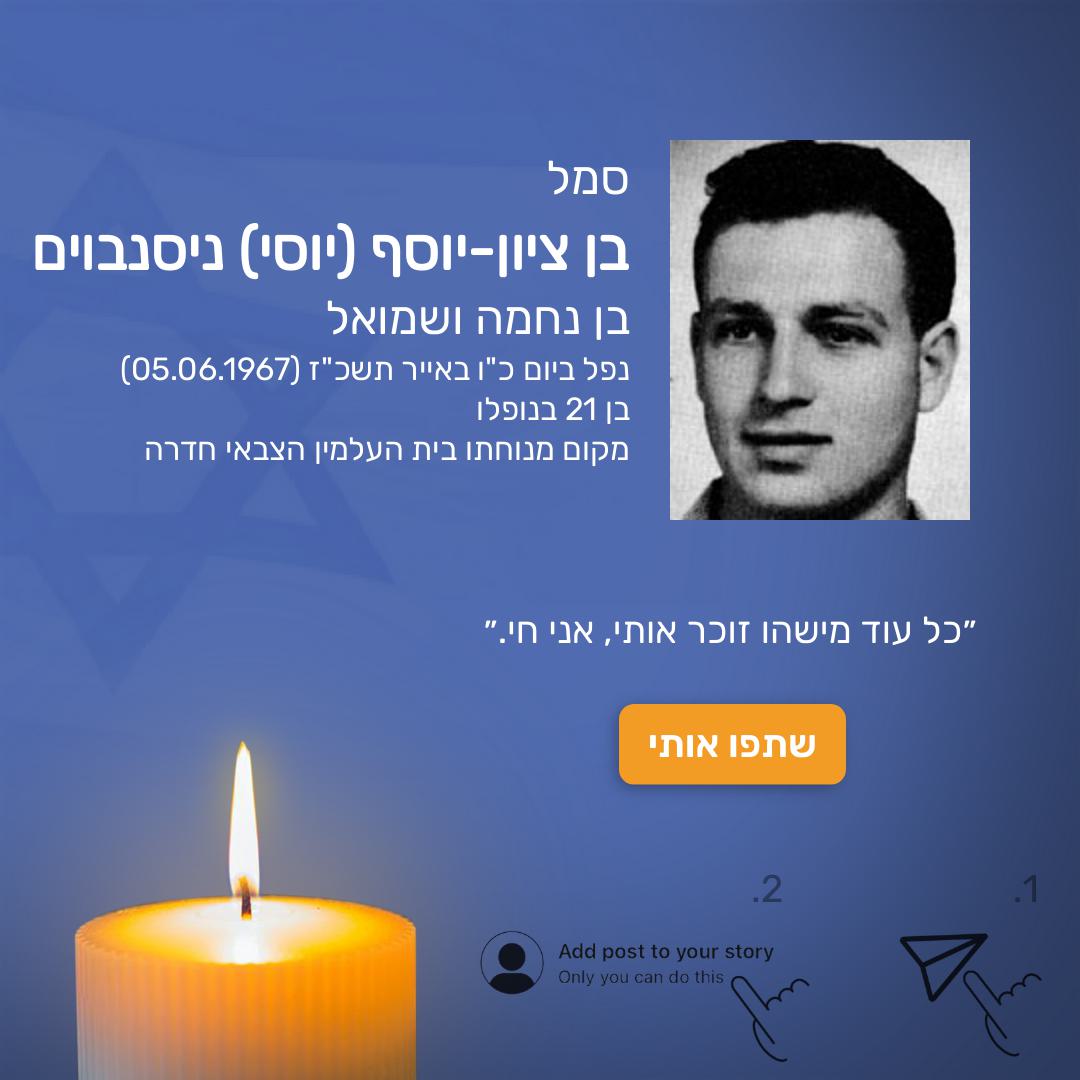 סמל
בן ציון-יוסף (יוסי) ניסנבוים
בן נחמה ושמואל
נפל ביום כ"ו באייר תשכ"ז (05.06.1967)
בן 21 בנופלו
מקום מנוחתו בית העלמין הצבאי חדרה
״כל עוד מישהו זוכר אותי, אני חי.״
שתפו אותי
.1
.2
Add post to your story
Only you can do this